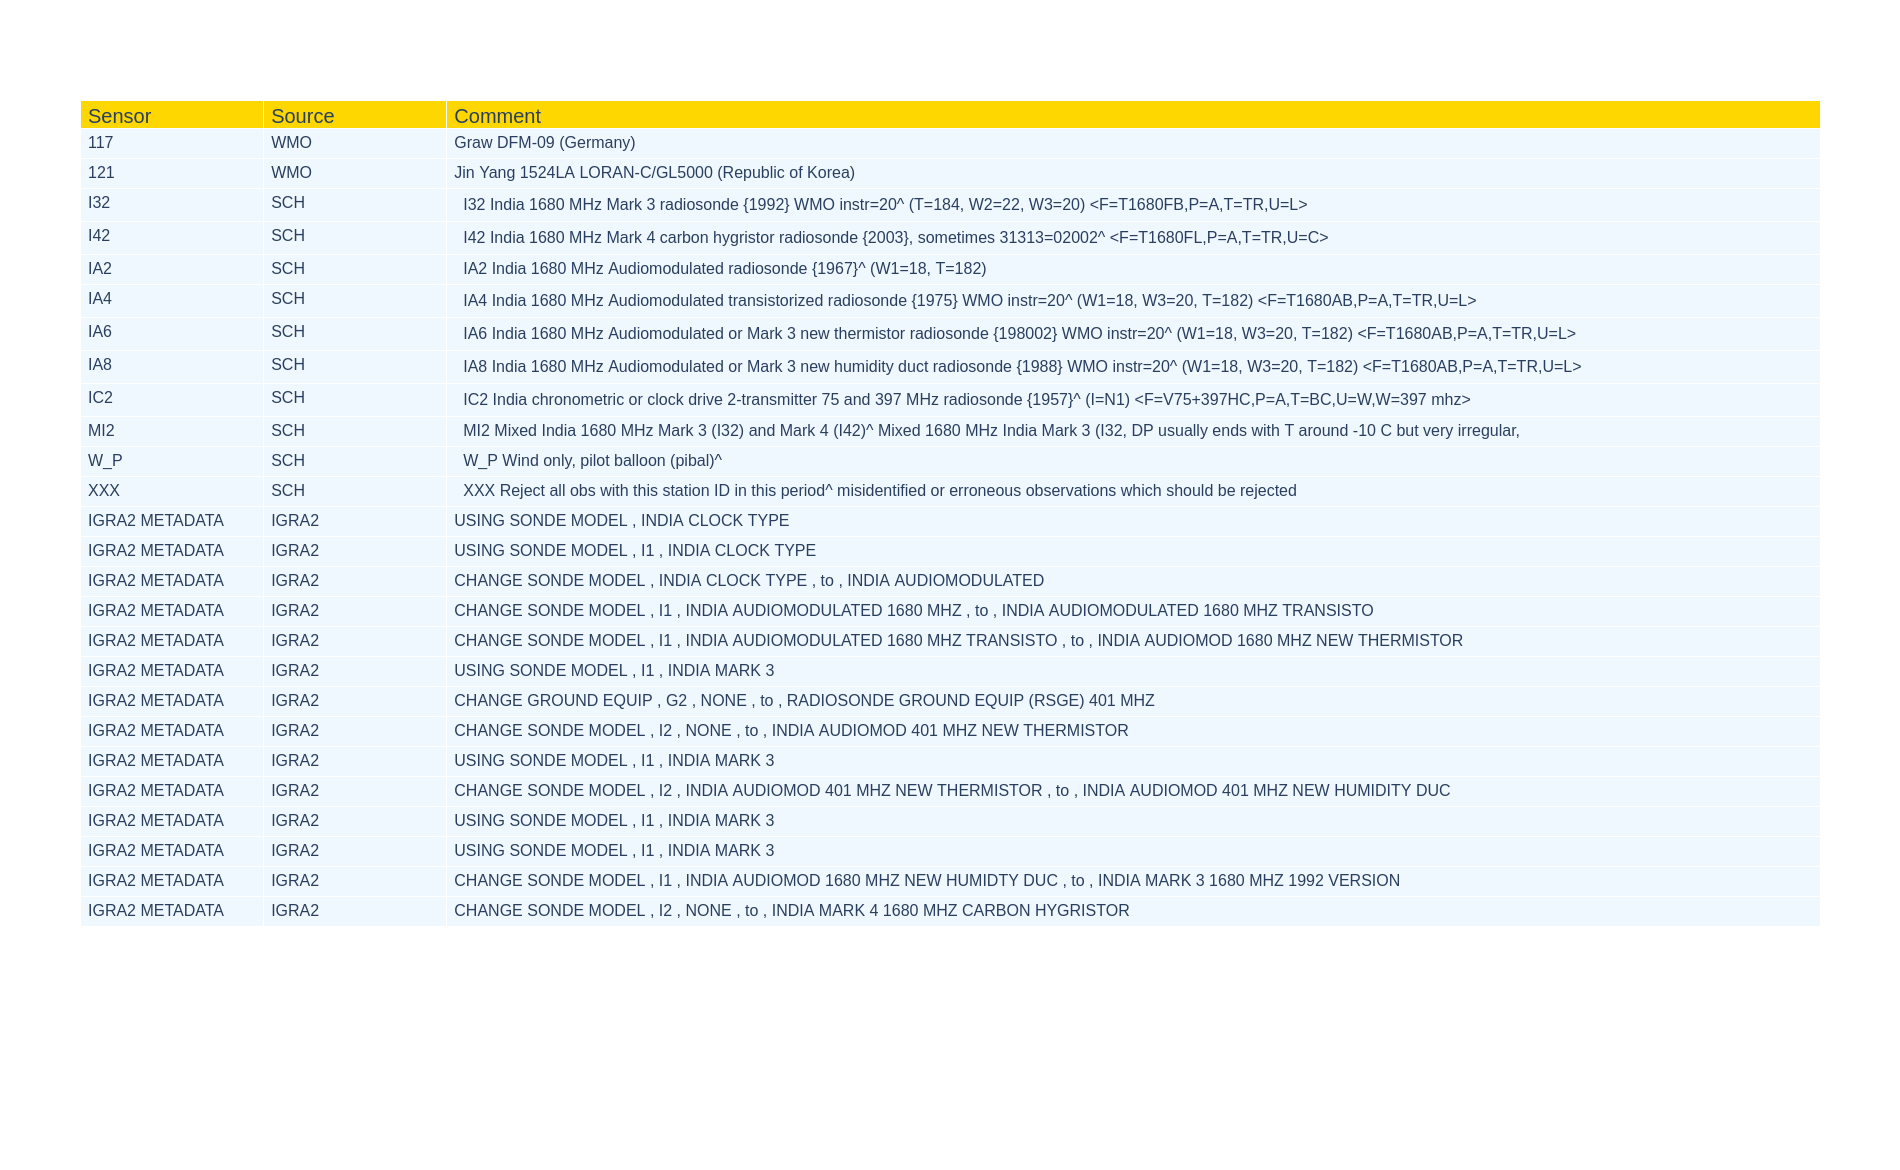 Sensor Source Comment
117 WMO Graw DFM-09 (Germany)
121 WMO Jin Yang 1524LA LORAN-C/GL5000 (Republic of Korea)
I32 SCH I32 India 1680 MHz Mark 3 radiosonde {1992} WMO instr=20^ (T=184, W2=22, W3=20) <F=T1680FB,P=A,T=TR,U=L>
I42 SCH I42 India 1680 MHz Mark 4 carbon hygristor radiosonde {2003}, sometimes 31313=02002^ <F=T1680FL,P=A,T=TR,U=C>
IA2 SCH IA2 India 1680 MHz Audiomodulated radiosonde {1967}^ (W1=18, T=182)
IA4 SCH IA4 India 1680 MHz Audiomodulated transistorized radiosonde {1975} WMO instr=20^ (W1=18, W3=20, T=182) <F=T1680AB,P=A,T=TR,U=L>
IA6 SCH IA6 India 1680 MHz Audiomodulated or Mark 3 new thermistor radiosonde {198002} WMO instr=20^ (W1=18, W3=20, T=182) <F=T1680AB,P=A,T=TR,U=L>
IA8 SCH IA8 India 1680 MHz Audiomodulated or Mark 3 new humidity duct radiosonde {1988} WMO instr=20^ (W1=18, W3=20, T=182) <F=T1680AB,P=A,T=TR,U=L>
IC2 SCH IC2 India chronometric or clock drive 2-transmitter 75 and 397 MHz radiosonde {1957}^ (I=N1) <F=V75+397HC,P=A,T=BC,U=W,W=397 mhz>
MI2 SCH MI2 Mixed India 1680 MHz Mark 3 (I32) and Mark 4 (I42)^ Mixed 1680 MHz India Mark 3 (I32, DP usually ends with T around -10 C but very irregular,
W_P SCH W_P Wind only, pilot balloon (pibal)^
XXX SCH XXX Reject all obs with this station ID in this period^ misidentified or erroneous observations which should be rejected
IGRA2 METADATA IGRA2 USING SONDE MODEL , INDIA CLOCK TYPE
IGRA2 METADATA IGRA2 USING SONDE MODEL , I1 , INDIA CLOCK TYPE
IGRA2 METADATA IGRA2 CHANGE SONDE MODEL , INDIA CLOCK TYPE , to , INDIA AUDIOMODULATED
IGRA2 METADATA IGRA2 CHANGE SONDE MODEL , I1 , INDIA AUDIOMODULATED 1680 MHZ , to , INDIA AUDIOMODULATED 1680 MHZ TRANSISTO
IGRA2 METADATA IGRA2 CHANGE SONDE MODEL , I1 , INDIA AUDIOMODULATED 1680 MHZ TRANSISTO , to , INDIA AUDIOMOD 1680 MHZ NEW THERMISTOR
IGRA2 METADATA IGRA2 USING SONDE MODEL , I1 , INDIA MARK 3
IGRA2 METADATA IGRA2 CHANGE GROUND EQUIP , G2 , NONE , to , RADIOSONDE GROUND EQUIP (RSGE) 401 MHZ
IGRA2 METADATA IGRA2 CHANGE SONDE MODEL , I2 , NONE , to , INDIA AUDIOMOD 401 MHZ NEW THERMISTOR
IGRA2 METADATA IGRA2 USING SONDE MODEL , I1 , INDIA MARK 3
IGRA2 METADATA IGRA2 CHANGE SONDE MODEL , I2 , INDIA AUDIOMOD 401 MHZ NEW THERMISTOR , to , INDIA AUDIOMOD 401 MHZ NEW HUMIDITY DUC
IGRA2 METADATA IGRA2 USING SONDE MODEL , I1 , INDIA MARK 3
IGRA2 METADATA IGRA2 USING SONDE MODEL , I1 , INDIA MARK 3
IGRA2 METADATA IGRA2 CHANGE SONDE MODEL , I1 , INDIA AUDIOMOD 1680 MHZ NEW HUMIDTY DUC , to , INDIA MARK 3 1680 MHZ 1992 VERSION
IGRA2 METADATA IGRA2 CHANGE SONDE MODEL , I2 , NONE , to , INDIA MARK 4 1680 MHZ CARBON HYGRISTOR